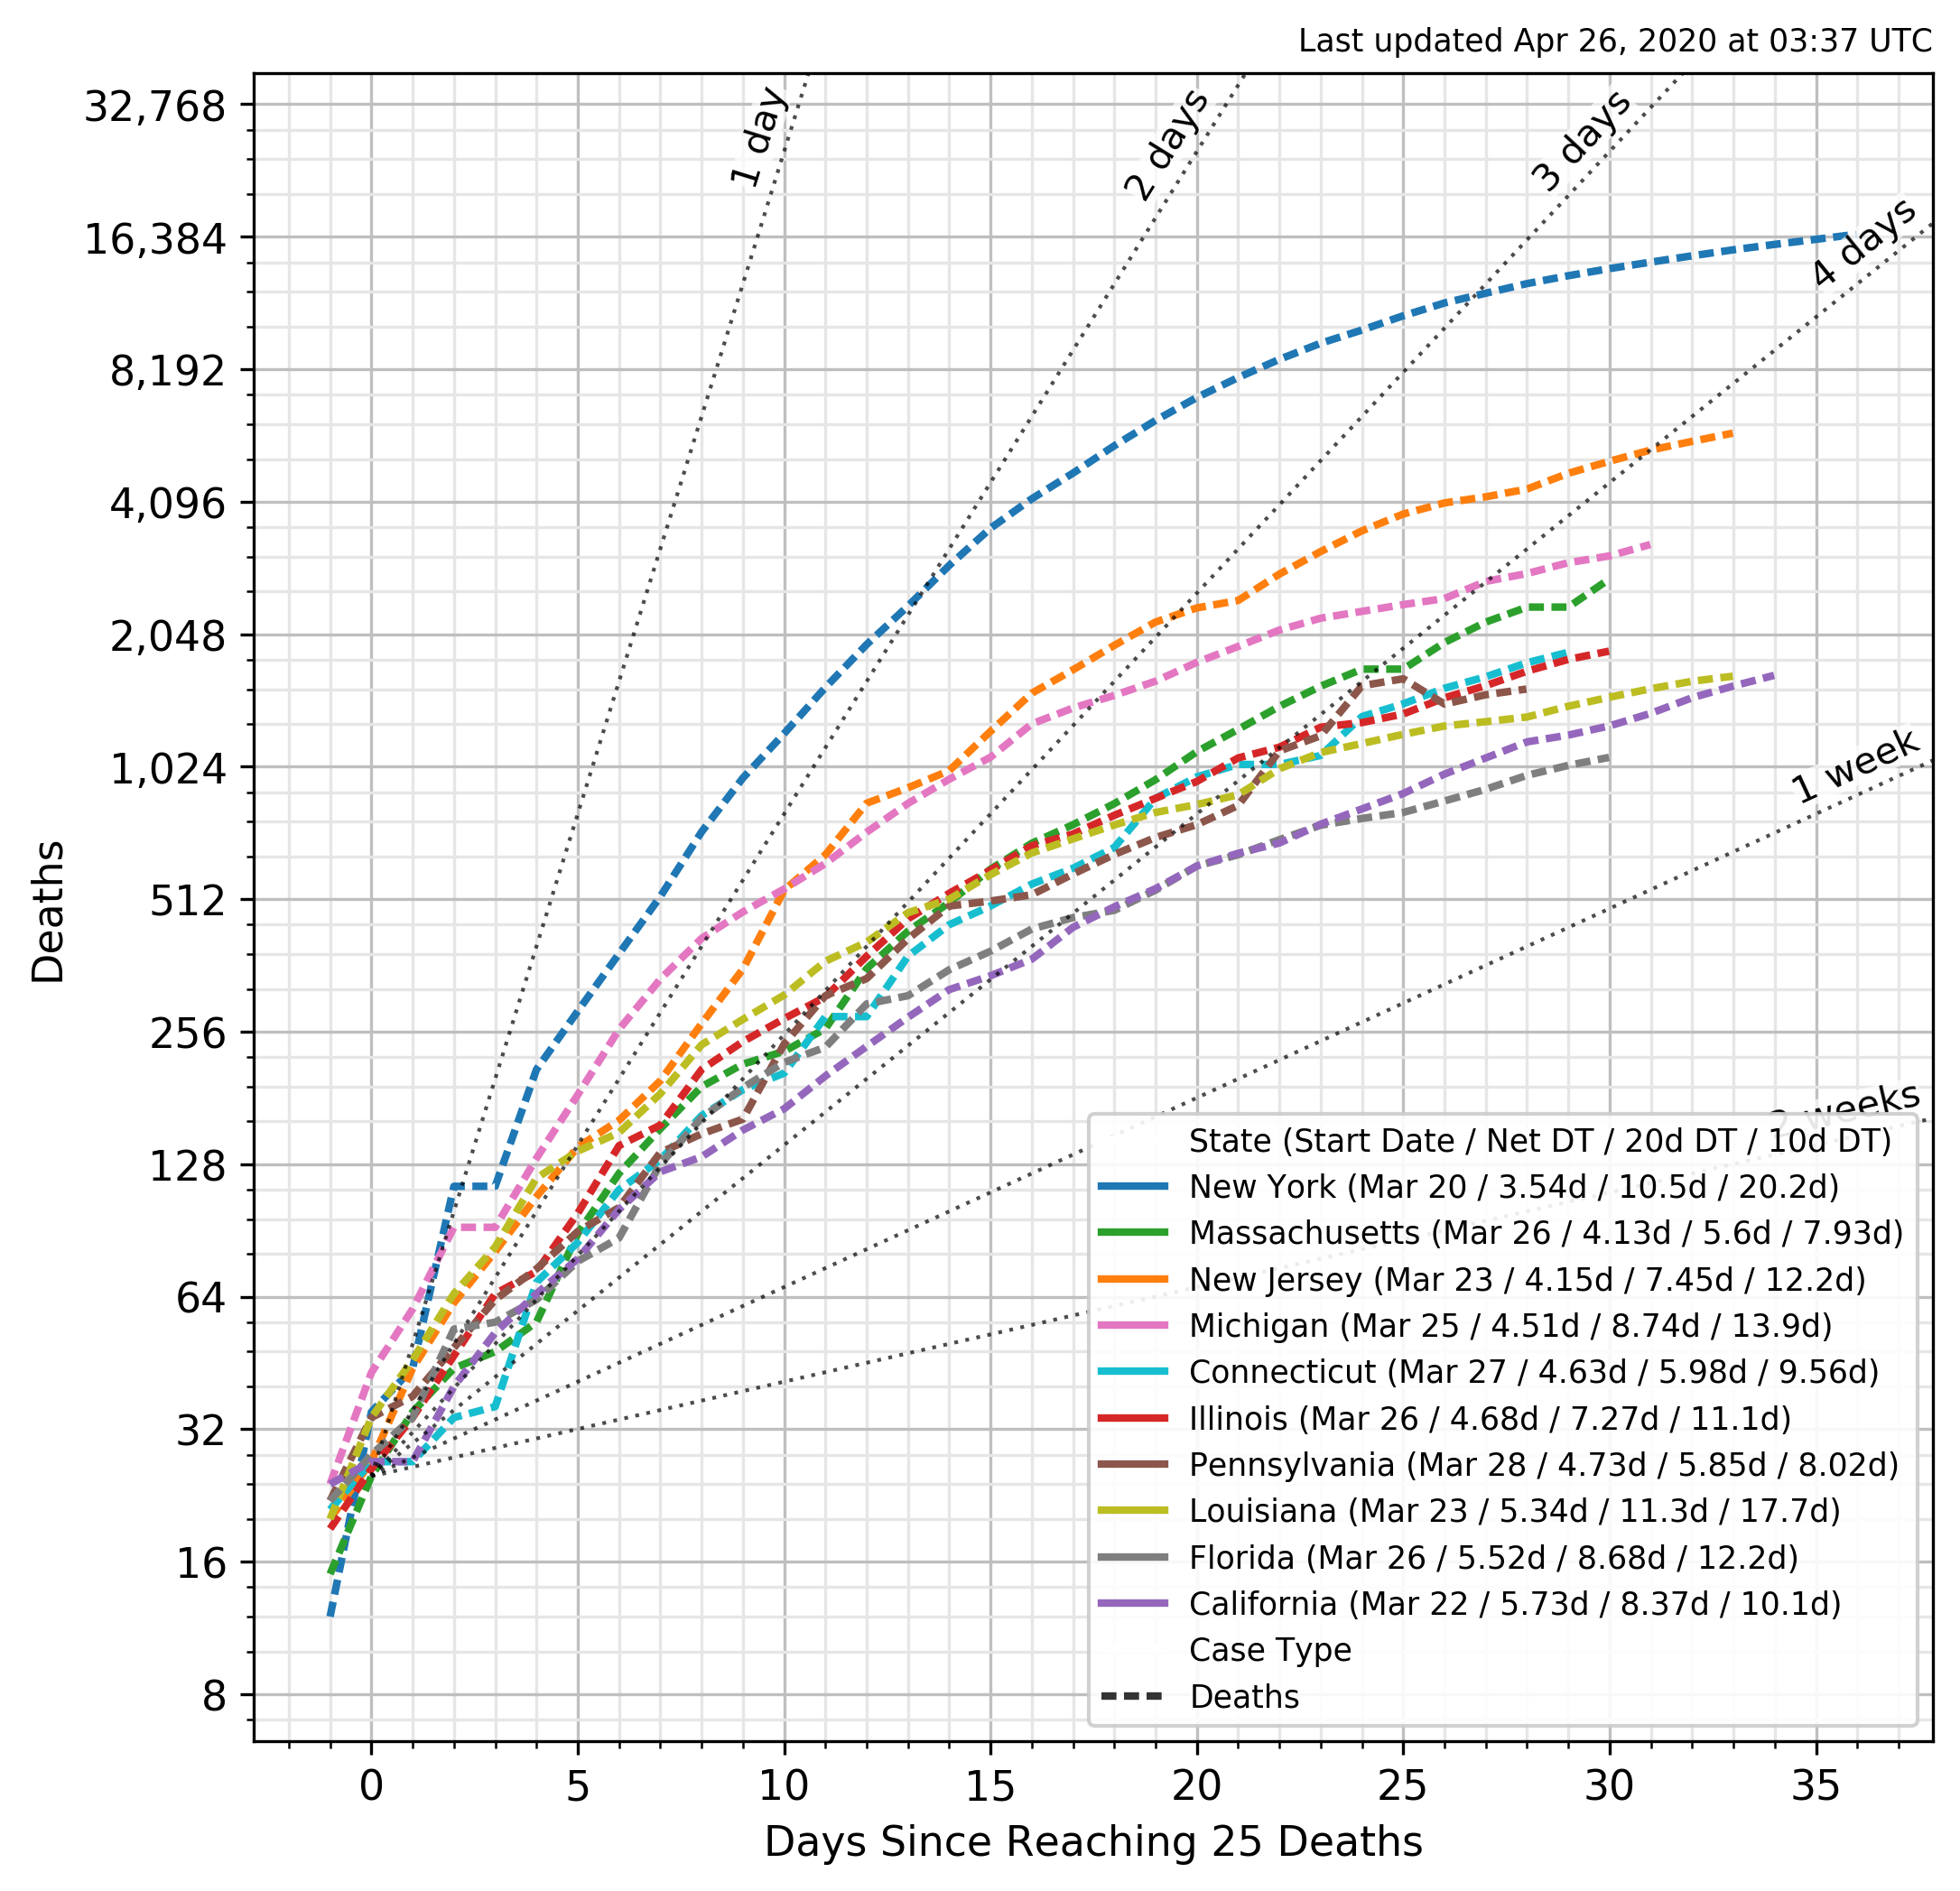 Last updated Apr 26, 2020 at 03:37 UTC
32,768
16,384
8,192
4,096
2,048
1,024
512
256
128
64
32
16
8
Deaths
1 day
2 days
3 days
4 days
1 week
2 weeks
State (Start Date / Net DT / 20d DT / 10d DT)
New York (Mar 20 / 3.54d / 10.5d / 20.2d)
Massachusetts (Mar 26 / 4.13d / 5.6d / 7.93d)
New Jersey (Mar 23 / 4.15d / 7.45d / 12.2d)
Michigan (Mar 25 / 4.51d / 8.74d / 13.9d)
Connecticut (Mar 27 / 4.63d / 5.98d / 9.56d)
Illinois (Mar 26 / 4.68d / 7.27d / 11.1d)
Pennsylvania (Mar 28 / 4.73d / 5.85d / 8.02d)
Louisiana (Mar 23 / 5.34d / 11.3d / 17.7d)
Florida (Mar 26 / 5.52d / 8.68d / 12.2d)
California (Mar 22 / 5.73d / 8.37d / 10.1d)
Case Type
Deaths
0 5 10 15 20 25 30 35
Days Since Reaching 25 Deaths